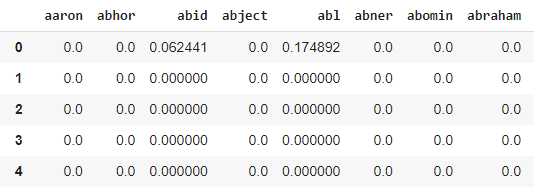 aaron abhor abid abject abl abner abomin abraham
0 0.0 0.0 0.062441 0.0 0.174892 0.0 0.0 0.0
1 0.0 0.0 0.000000 0.0 0.000000 0.0 0.0 0.0
2 0.0 0.0 0.000000 0.0 0.000000 0.0 0.0 0.0
3 0.0 0.0 0.000000 0.0 0.000000 0.0 0.0 0.0
4 0.0 0.0 0.000000 0.0 0.000000 0.0 0.0 0.0